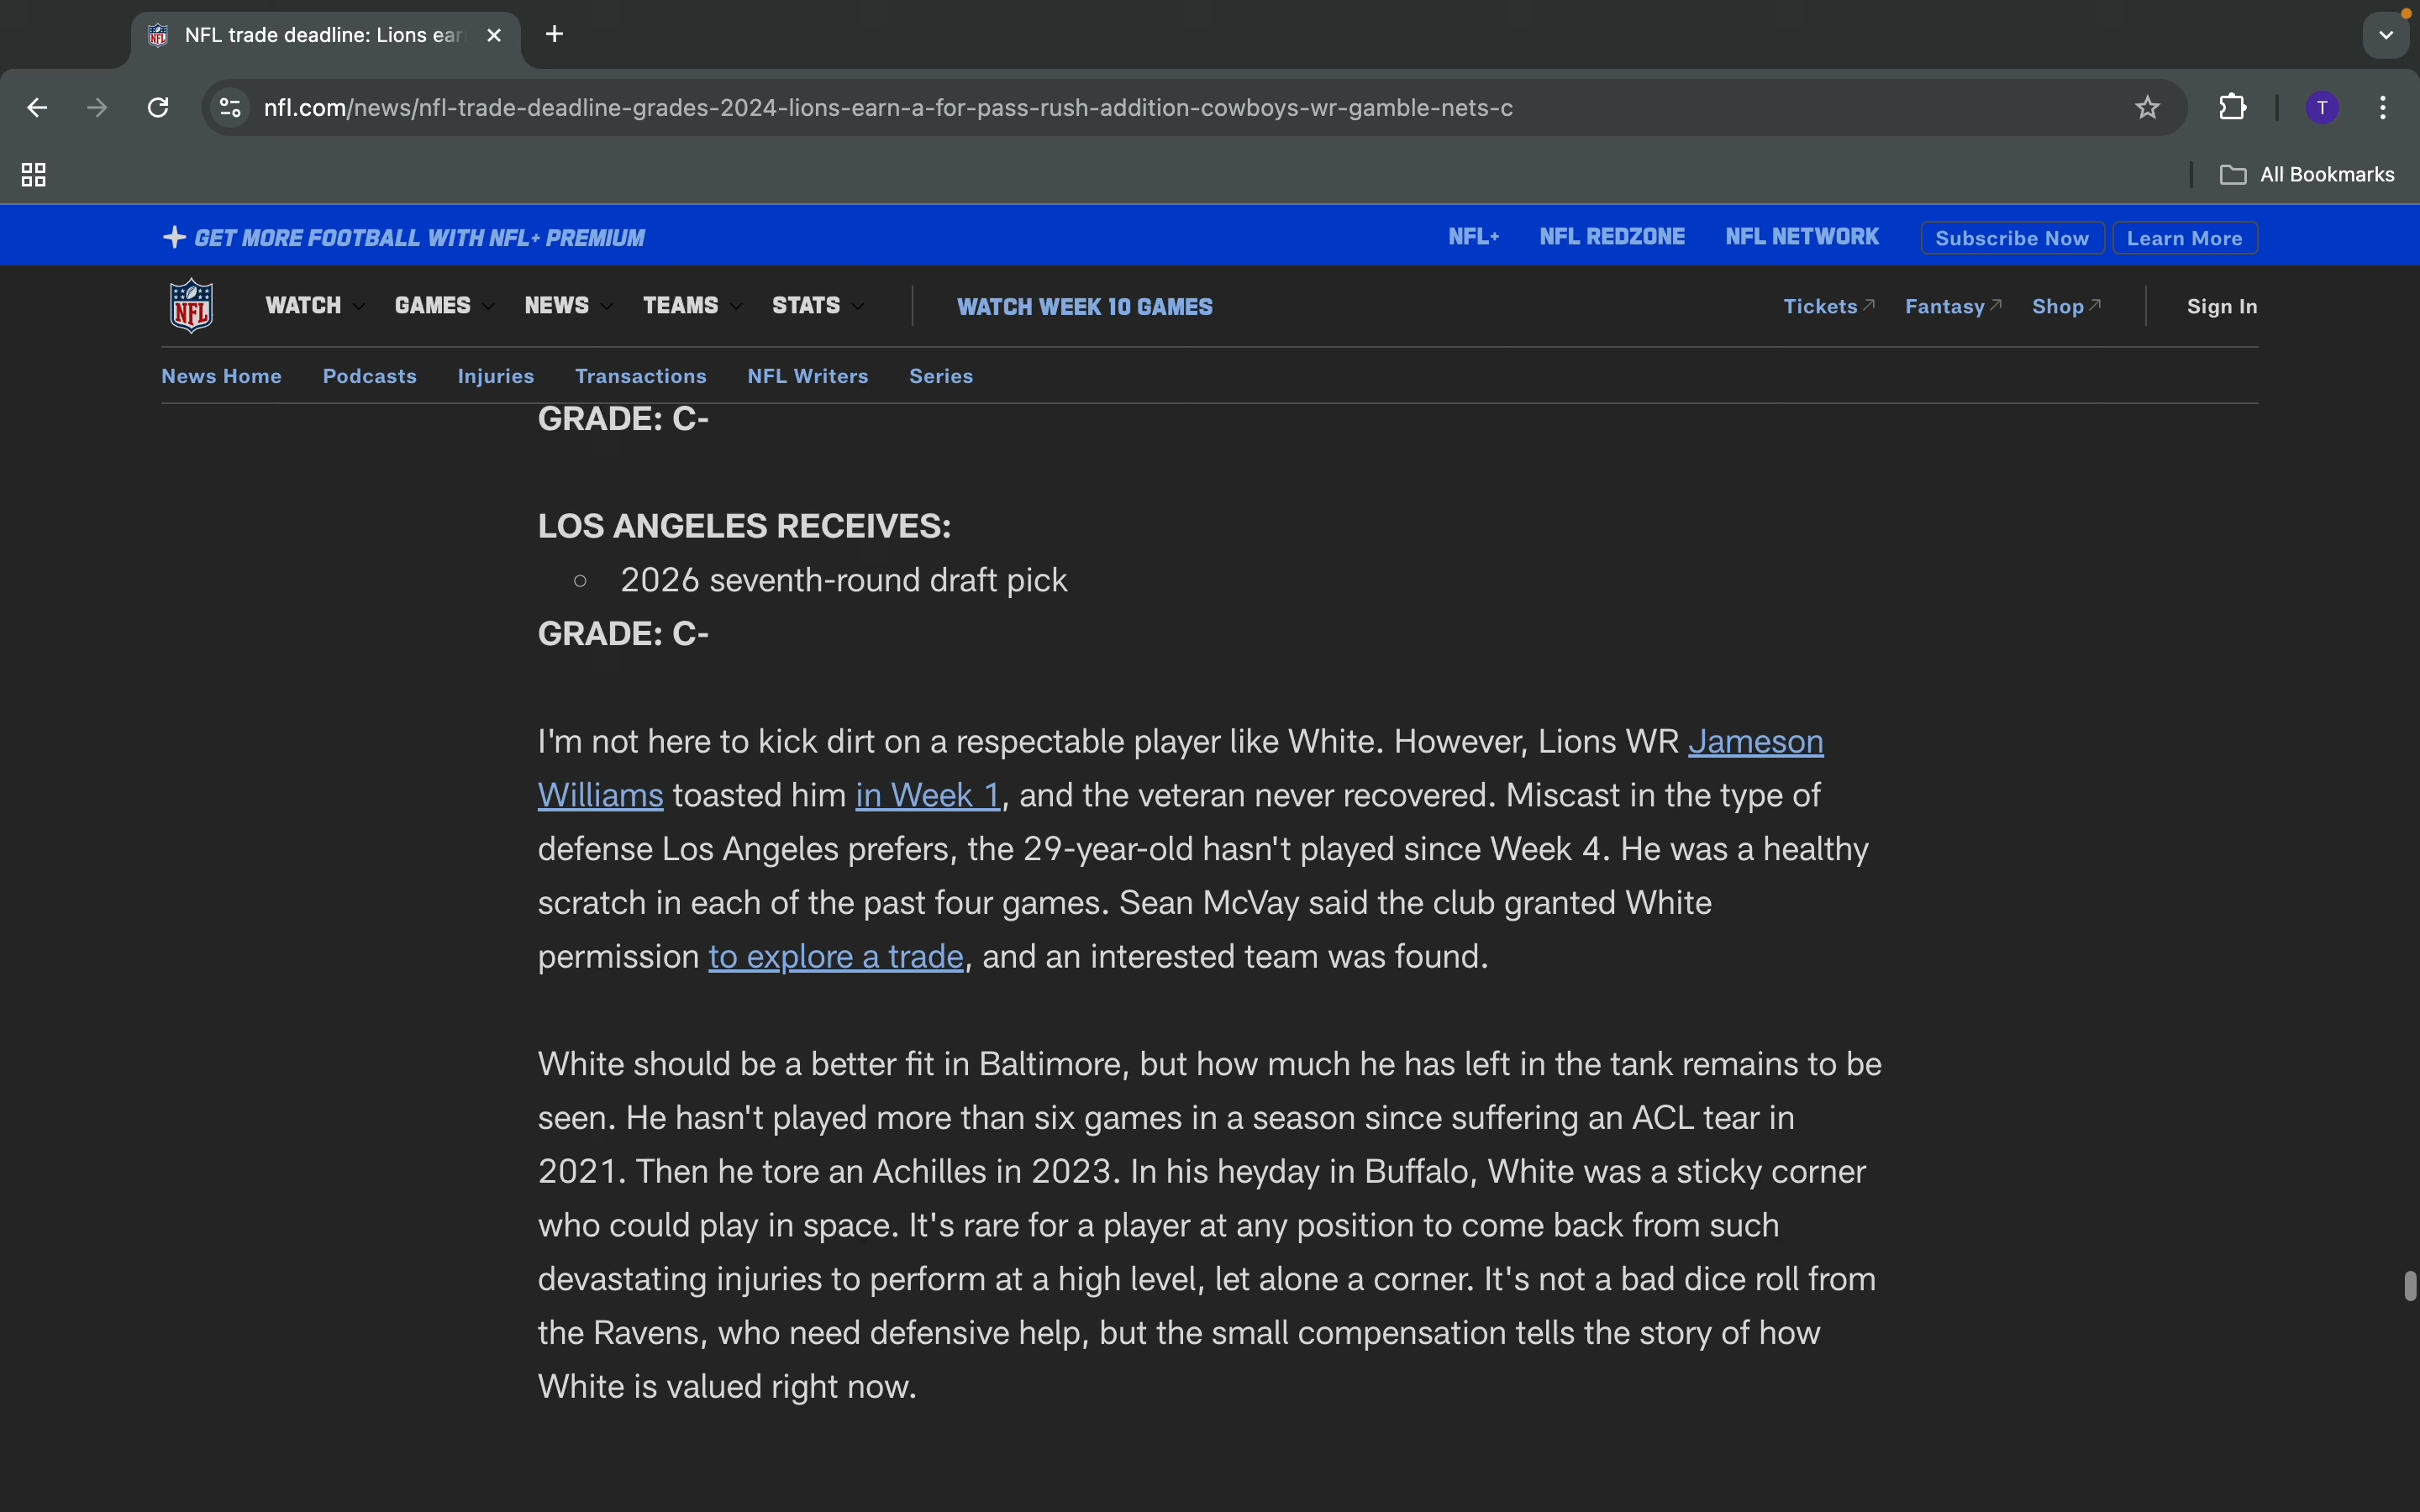 NFL trade deadline: Lions ear
nfl.com/news/nfl-trade-deadline-grades-2024-lions-earn-a-for-pass-rush-addition-cowboys-wr-gamble-nets-c
T
All Bookmarks
GET MORE FOOTBALL WITH NFL+ PREMIUM
NFL+ NFL REDZONE NFL NETWORK Subscribe Now Learn More
NFL WATCH GAMES NEWS TEAMS STATS WATCH WEEK 10 GAMES Tickets Fantasy Shop Sign In
News Home Podcasts Injuries Transactions NFL Writers Series
GRADE: C-
LOS ANGELES RECEIVES:
2026 seventh-round draft pick
GRADE: C-
I'm not here to kick dirt on a respectable player like White. However, Lions WR Jameson
Williams toasted him in Week 1, and the veteran never recovered. Miscast in the type of
defense Los Angeles prefers, the 29-year-old hasn't played since Week 4. He was a healthy
scratch in each of the past four games. Sean McVay said the club granted White
permission to explore a trade, and an interested team was found.
White should be a better fit in Baltimore, but how much he has left in the tank remains to be
seen. He hasn't played more than six games in a season since suffering an ACL tear in
2021. Then he tore an Achilles in 2023. In his heyday in Buffalo, White was a sticky corner
who could play in space. It's rare for a player at any position to come back from such
devastating injuries to perform at a high level, let alone a corner. It's not a bad dice roll from
the Ravens, who need defensive help, but the small compensation tells the story of how
White is valued right now.